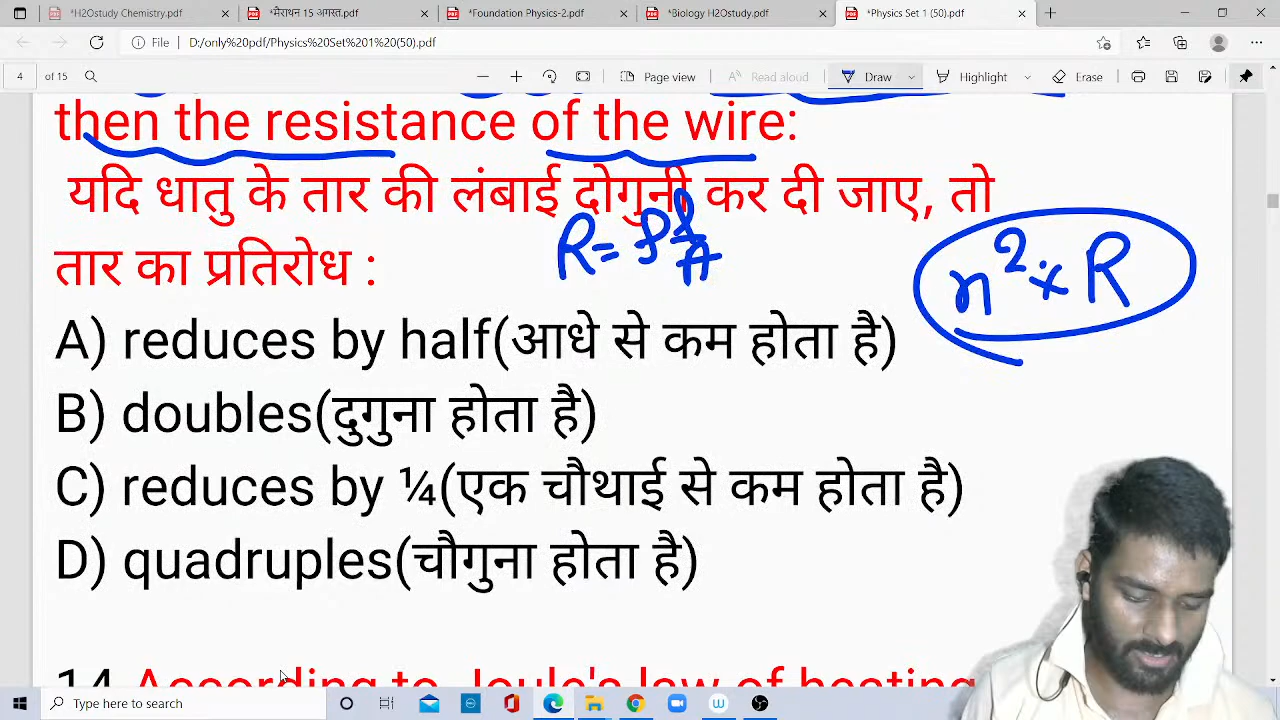 *H2Ostudy Chemistry.pdf
*मैराथन 15 अगस्त.pdf
*Foundation Physics-2.pdf
*Biology H2Ostudy.pdf
*Physics Set 1 (50).pdf
File D:/only%20pdf/Physics%20Set%201%20(50).pdf
4 of 15 Page view Read aloud Draw Highlight Erase
then the resistance of the wire:
यदि धातु के तार की लंबाई दोगुनी कर दी जाए, तो
तार का प्रतिरोध :
R = ρ l/A
n² × R
A) reduces by half(आधे से कम होता है)
B) doubles(दुगुना होता है)
C) reduces by ¼(एक चौथाई से कम होता है)
D) quadruples(चौगुना होता है)
14. According to Joule's law of heating
Type here to search